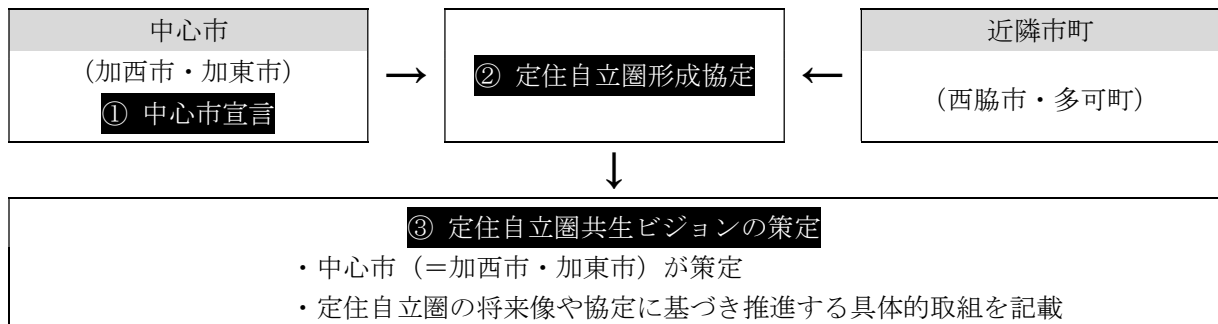 中心市
(加西市・加東市)
① 中心市宣言
→
② 定住自立圏形成協定
←
近隣市町
(西脇市・多可町)
↓
③ 定住自立圏共生ビジョンの策定
・中心市（＝加西市・加東市）が策定
・定住自立圏の将来像や協定に基づき推進する具体的取組を記載